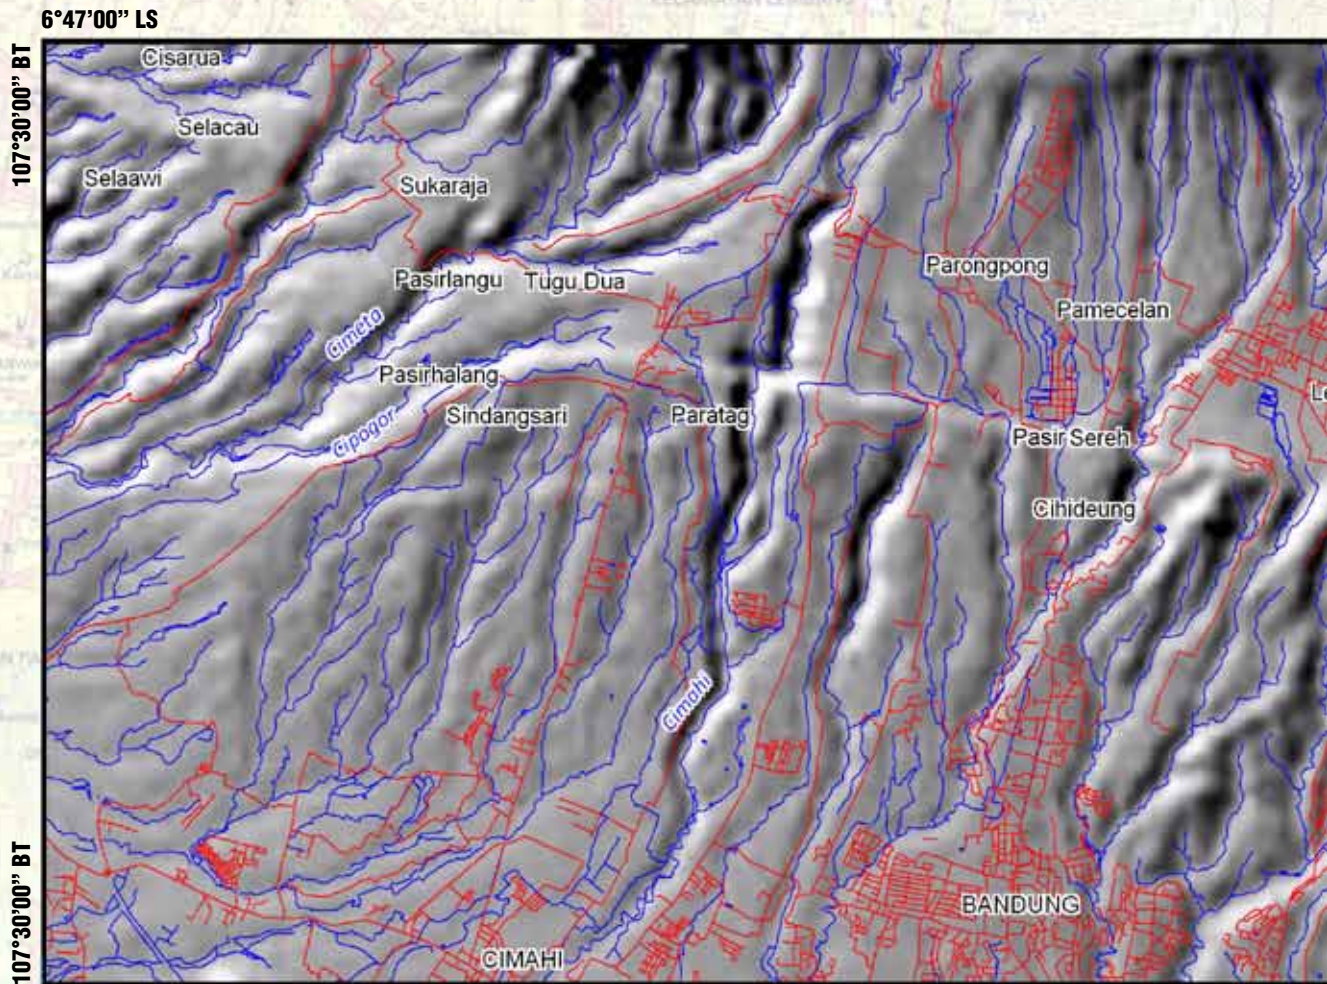 6°47'00” LS
107°30'00” BT
Cisarua
Selacau
Selaawi
Sukaraja
Pasirlangu
Tugu Dua
Parongpong
Pamecelan
Cimeta
Pasirhalang
Sindangsari
Cipogor
Paratag
Pasir Sereh
Cihideung
Cimahi
BANDUNG
CIMAHI
107°30'00” BT